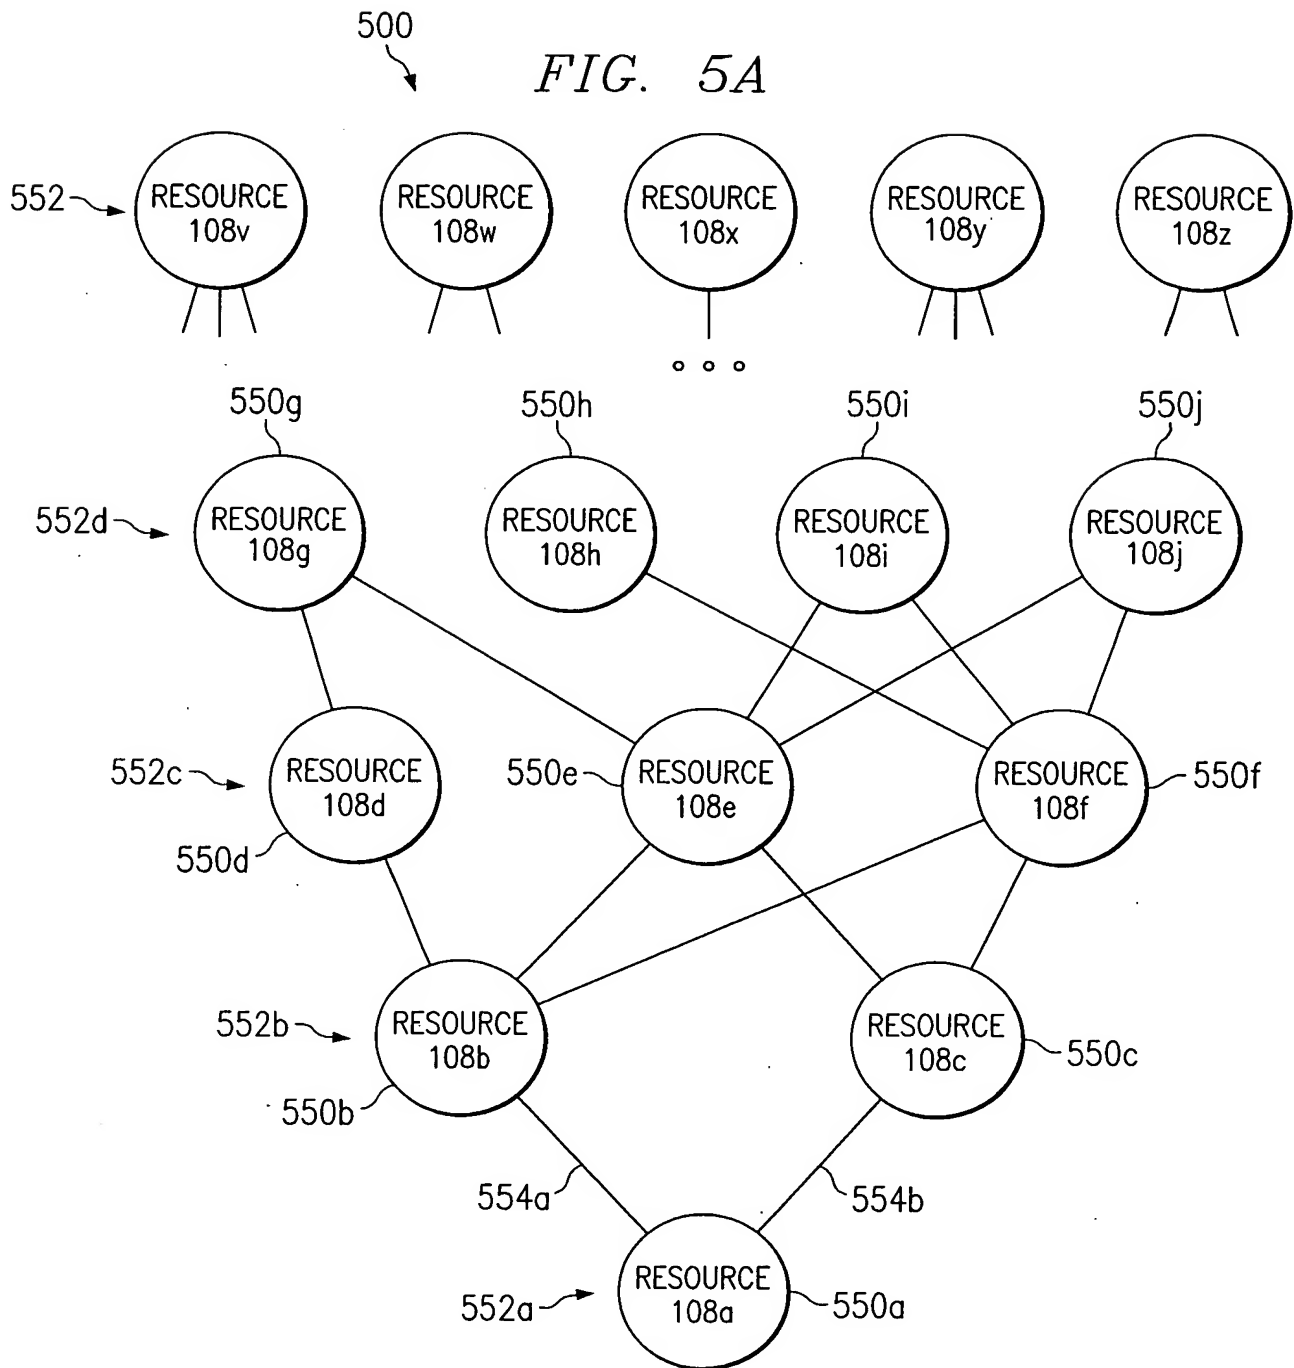 500
FIG. 5A
552
RESOURCE
108v
RESOURCE
108w
RESOURCE
108x
RESOURCE
108y
RESOURCE
108z
550g
550h
550i
550j
552d
RESOURCE
108g
RESOURCE
108h
RESOURCE
108i
RESOURCE
108j
552c
RESOURCE
108d
550d
550e
RESOURCE
108e
RESOURCE
108f
550f
552b
RESOURCE
108b
550b
RESOURCE
108c
550c
554a
554b
552a
RESOURCE
108a
550a